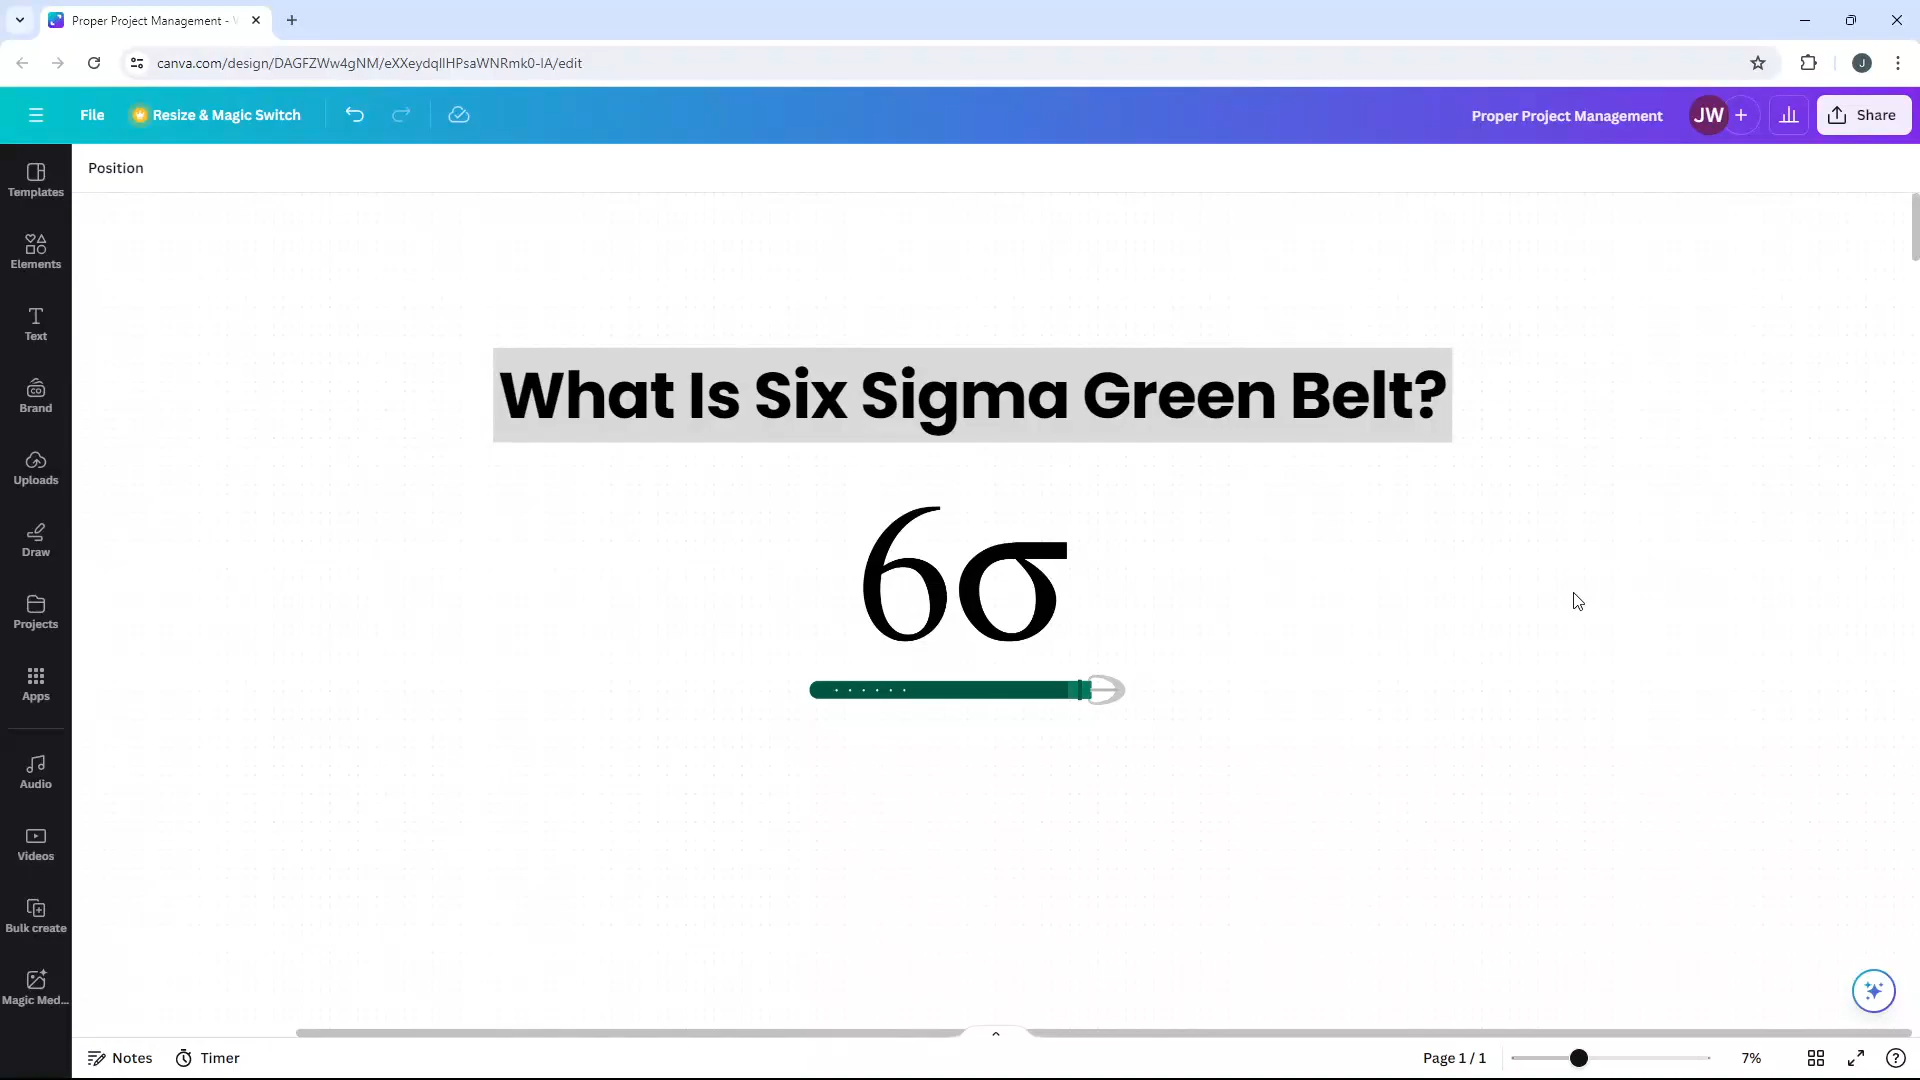 Proper Project Management -
canva.com/design/DAGFZWw4gNM/eXXeydqIlHPsaWNRmk0-lA/edit
File
Resize & Magic Switch
Proper Project Management
JW
Share
Position
Templates
Elements
Text
Brand
Uploads
Draw
Projects
Apps
Audio
Videos
Bulk create
Magic Med...
What Is Six Sigma Green Belt?
6σ
Notes
Timer
Page 1 / 1
7%